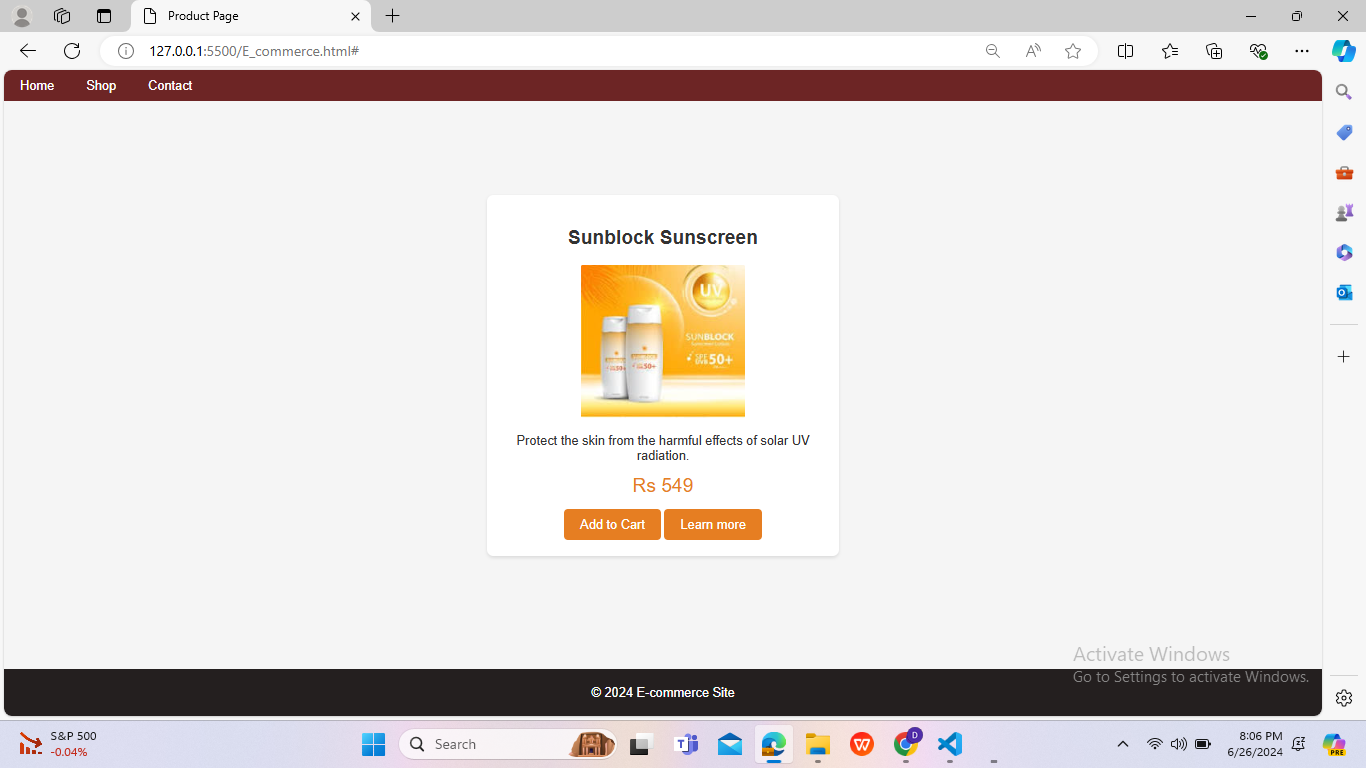 Product Page
127.0.0.1:5500/E_commerce.html#
Home Shop Contact
Sunblock Sunscreen
UV
SUNBLOCK
SPF
50+
Protect the skin from the harmful effects of solar UV
radiation.
Rs 549
Add to Cart Learn more
Activate Windows
Go to Settings to activate Windows.
© 2024 E-commerce Site
S&P 500
-0.04%
Search
D
W
PRE
8:06 PM
6/26/2024